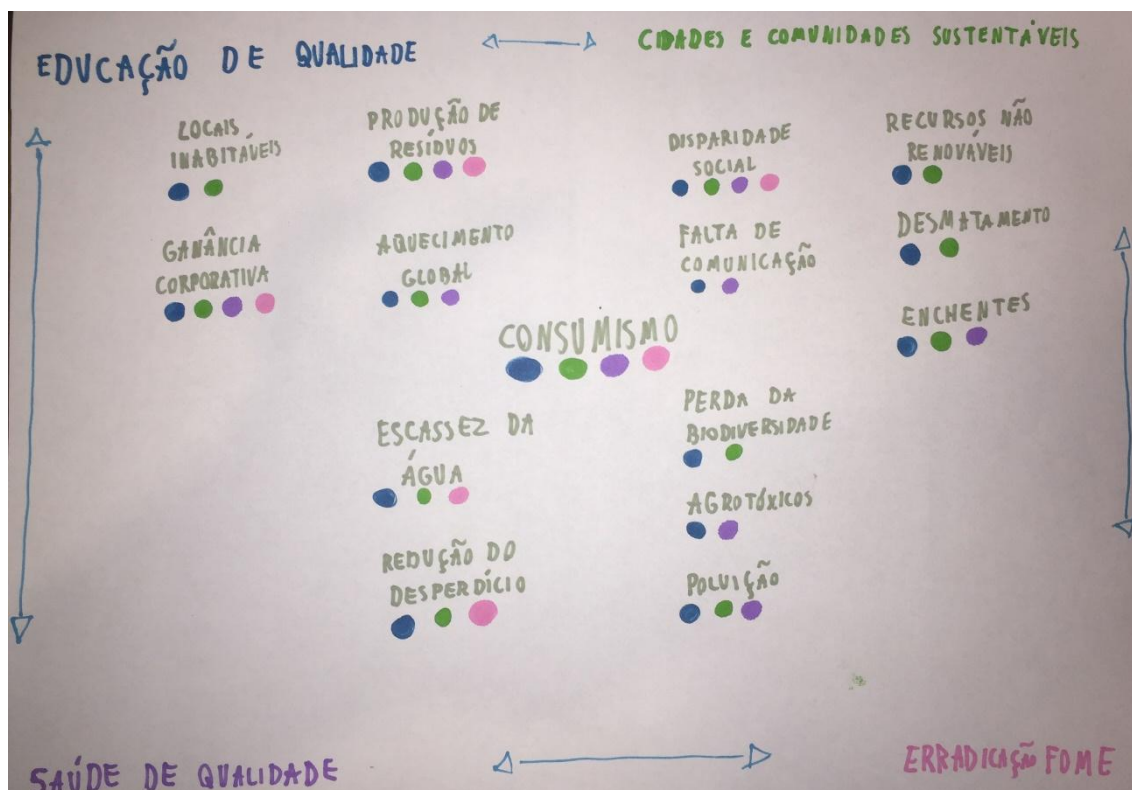 EDUCAÇÃO DE QUALIDADE
CIDADES E COMUNIDADES SUSTENTÁVEIS
LOCAIS
INABITÁVEIS
PRODUÇÃO DE
RESÍDUOS
DISPARIDADE
SOCIAL
RECURSOS NÃO
RENOVÁVEIS
GANÂNCIA
CORPORATIVA
AQUECIMENTO
GLOBAL
FALTA DE
COMUNICAÇÃO
DESMATAMENTO
ENCHENTES
CONSUMISMO
ESCASSEZ DA
ÁGUA
PERDA DA
BIODIVERSIDADE
AGROTÓXICOS
REDUÇÃO DO
DESPERDÍCIO
POLUIÇÃO
SAÚDE DE QUALIDADE
ERRADICAÇÃO FOME